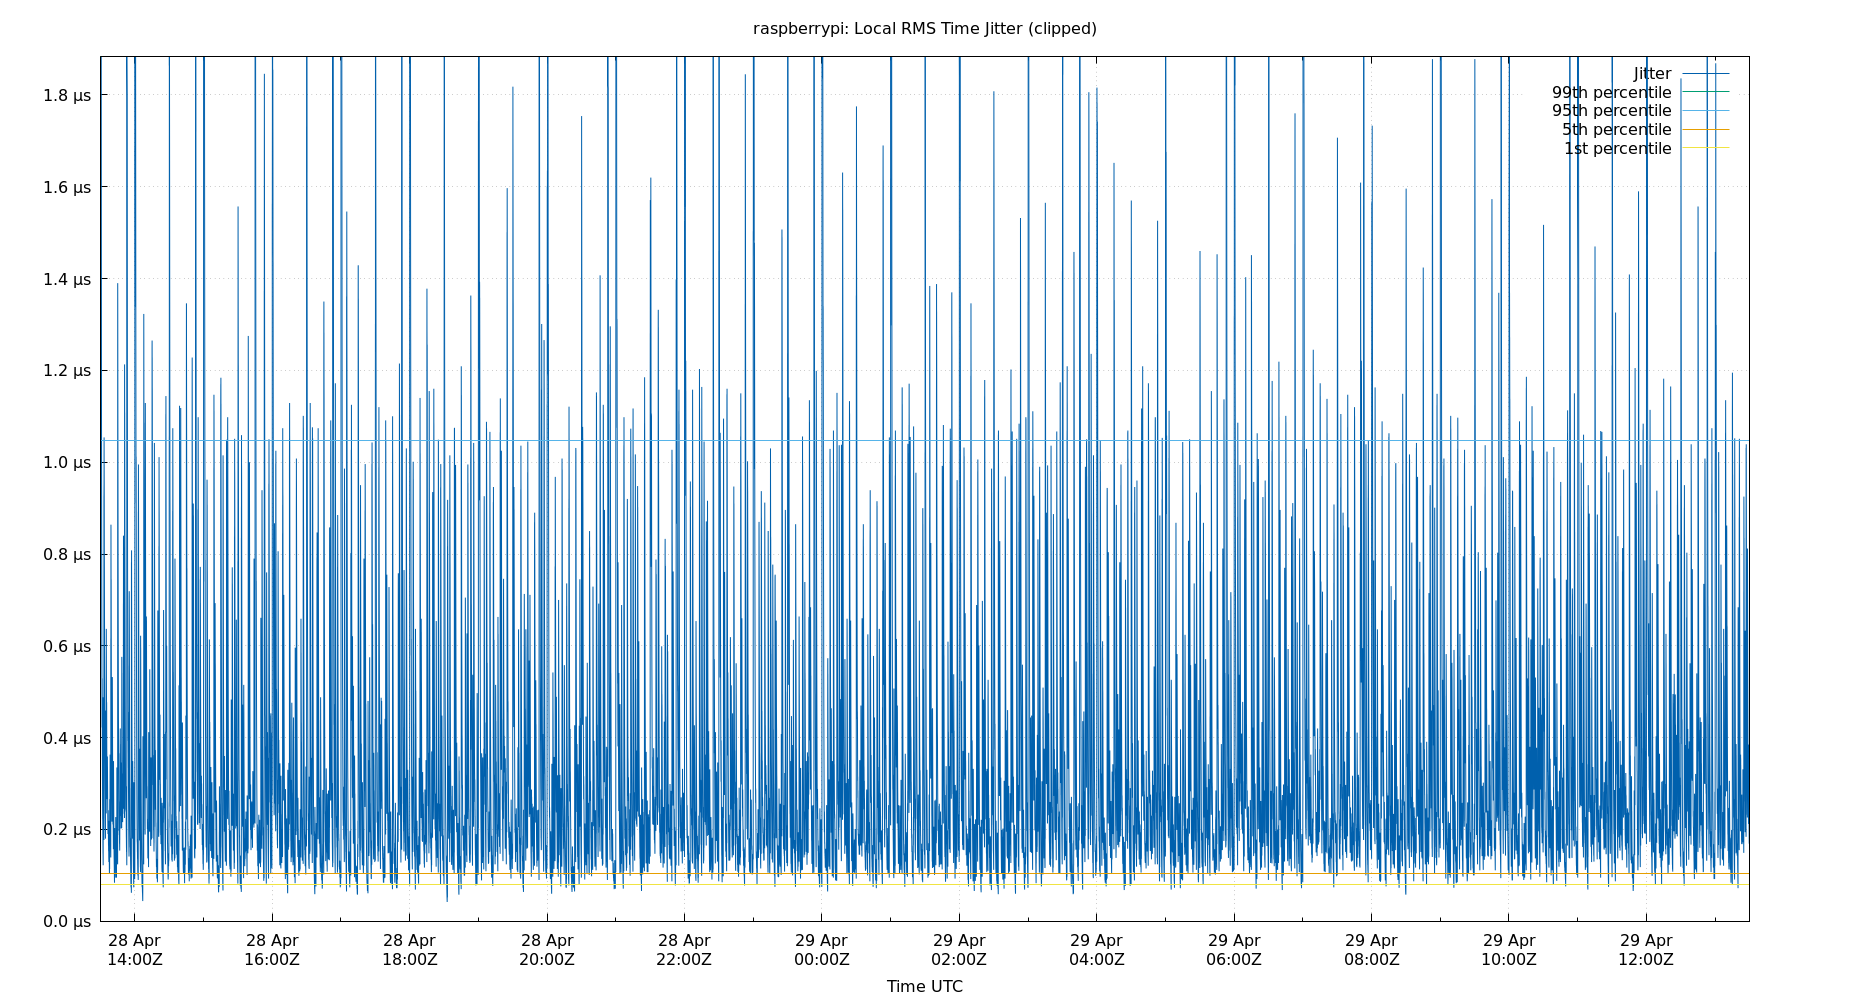 raspberrypi: Local RMS Time Jitter (clipped)
Jitter
99th percentile
95th percentile
5th percentile
1st percentile
1.8 μs
1.6 μs
1.4 μs
1.2 μs
1.0 μs
0.8 μs
0.6 μs
0.4 μs
0.2 μs
0.0 μs
28 Apr 28 Apr 28 Apr 28 Apr 28 Apr 29 Apr 29 Apr 29 Apr 29 Apr 29 Apr 29 Apr 29 Apr
14:00Z 16:00Z 18:00Z 20:00Z 22:00Z 00:00Z 02:00Z 04:00Z 06:00Z 08:00Z 10:00Z 12:00Z
Time UTC